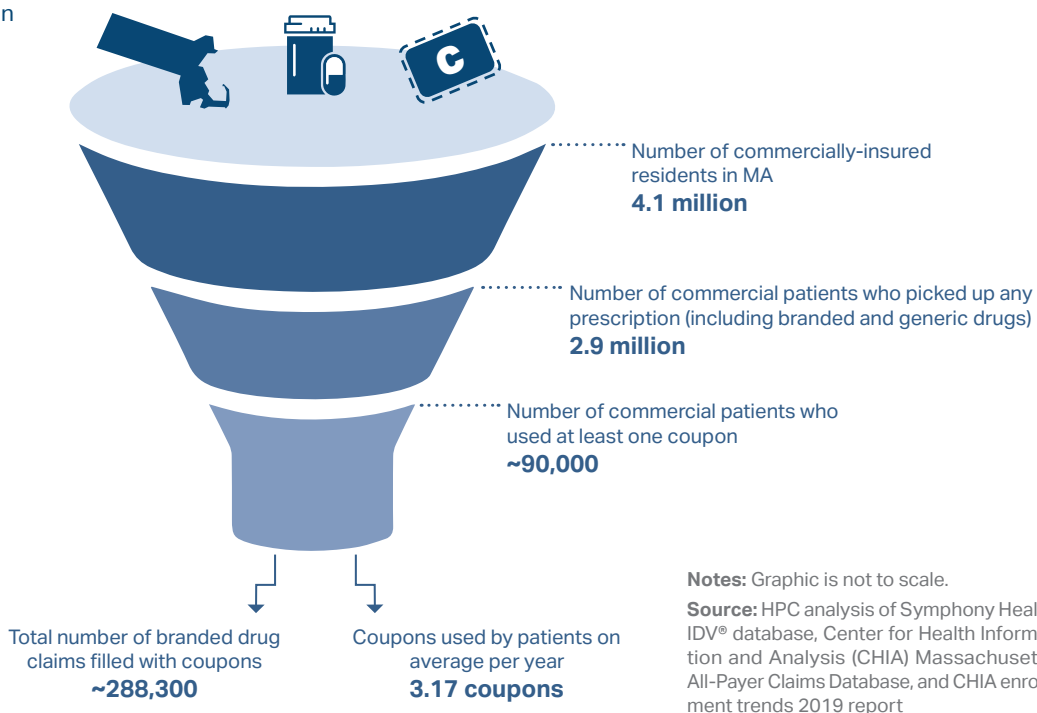 n
C
Number of commercially-insured
residents in MA
4.1 million
Number of commercial patients who picked up any
prescription (including branded and generic drugs)
2.9 million
Number of commercial patients who
used at least one coupon
~90,000
Total number of branded drug
claims filled with coupons
~288,300
Coupons used by patients on
average per year
3.17 coupons
Notes: Graphic is not to scale.
Source: HPC analysis of Symphony Heal
IDV® database, Center for Health Inform
tion and Analysis (CHIA) Massachuset
All-Payer Claims Database, and CHIA enro
ment trends 2019 report